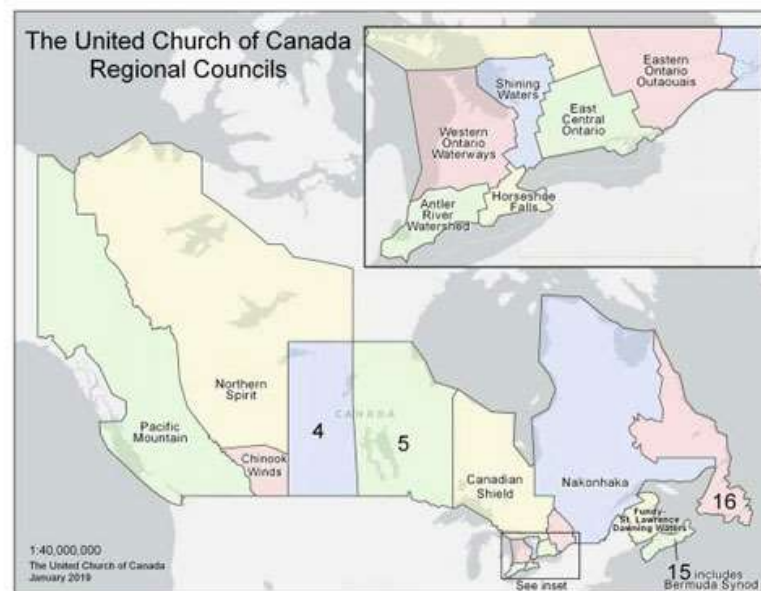 The United Church of Canada
Regional Councils
Shining
Waters
Eastern
Ontario
Outaouais
Western
Ontario
Waterways
East
Central
Ontario
Antler
River
Watershed
Horseshoe
Falls
Northern
Spirit
Pacific
Mountain
Chinook
Winds
4
CANADA
5
Canadian
Shield
Nakonhaka
16
Fundy-
St. Lawrence
Dawning Waters
15 includes
Bermuda Synod
See inset
1:40,000,000
The United Church of Canada
January 2019